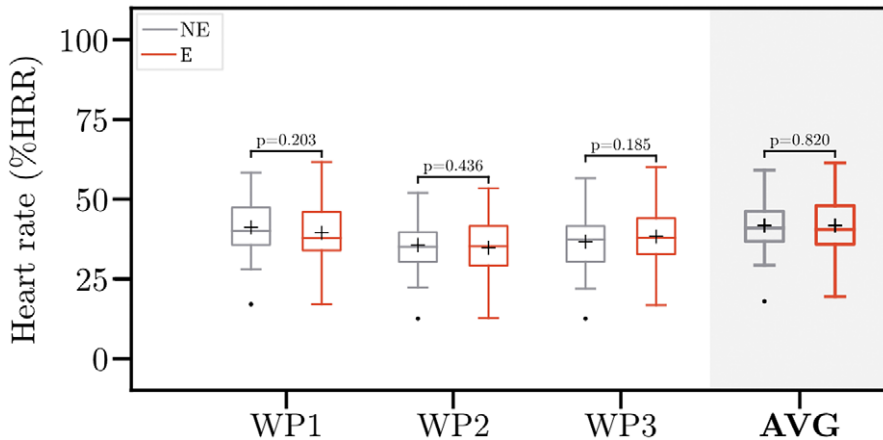 NE
E
Heart rate (%HRR)
100
75
50
25
0
p=0.203
p=0.436
p=0.185
p=0.820
WP1
WP2
WP3
AVG